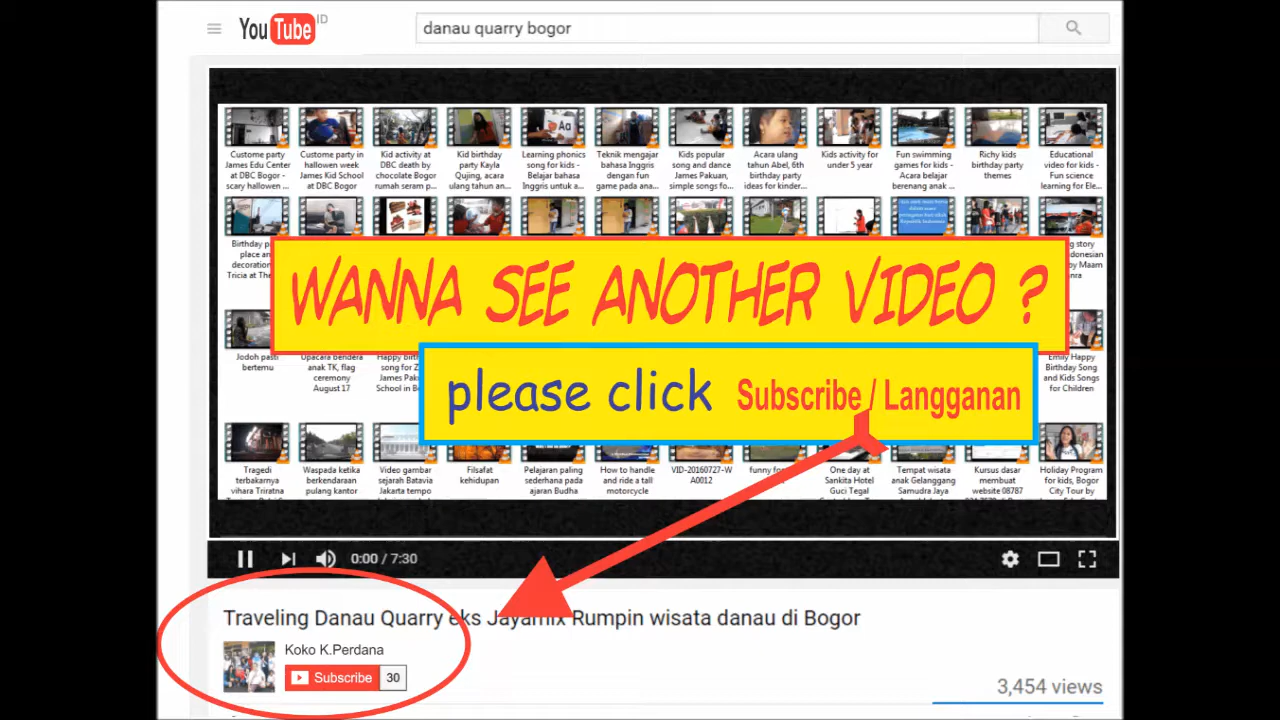 YouTube ID
danau quarry bogor
Custome party James Edu Center at DBC Bogor - scary hallowen ...
Custome party in hallowen week James Kid School at DBC Bogor
Kid activity at DBC death by chocolate Bogor rumah seram p...
Kid birthday party Kayla Qujing, acara ulang tahun an...
Learning phonics song for kids - Belajar bahasa Inggris untuk a...
Teknik mengajar bahasa Inggris dengan fun game pada ana...
Kids popular song and dance James Pakuan, simple songs fo...
Acara ulang tahun Abel, 6th birthday party ideas for kinder...
Kids activity for under 5 year
Fun swimming games for kids - Acara belajar berenang anak ...
Richy kids birthday party themes
Educational video for kids - Fun science learning for Ele...
WANNA SEE ANOTHER VIDEO ?
please click Subscribe / Langganan
Jodoh pasti bertemu
Upacara bendera anak TK, flag ceremony August 17
Emily Happy Birthday Song and Kids Songs for Children
Tragedi terbakarnya vihara Triratna
Waspada ketika berkendaraan pulang kantor
Video gambar sejarah Batavia Jakarta tempo
Filsafat kehidupan
Pelajaran paling sederhana pada ajaran Budha
How to handle and ride a tall motorcycle
VID-20160727-WA0012
funny fo
One day at Sankita Hotel Guci Tegal
Tempat wisata anak Gelanggang Samudra Jaya
Kursus dasar membuat website 08787
Holiday Program for kids, Bogor City Tour by
0:00 / 7:30
Traveling Danau Quarry eks Jayamix Rumpin wisata danau di Bogor
Koko K.Perdana
Subscribe 30
3,454 views